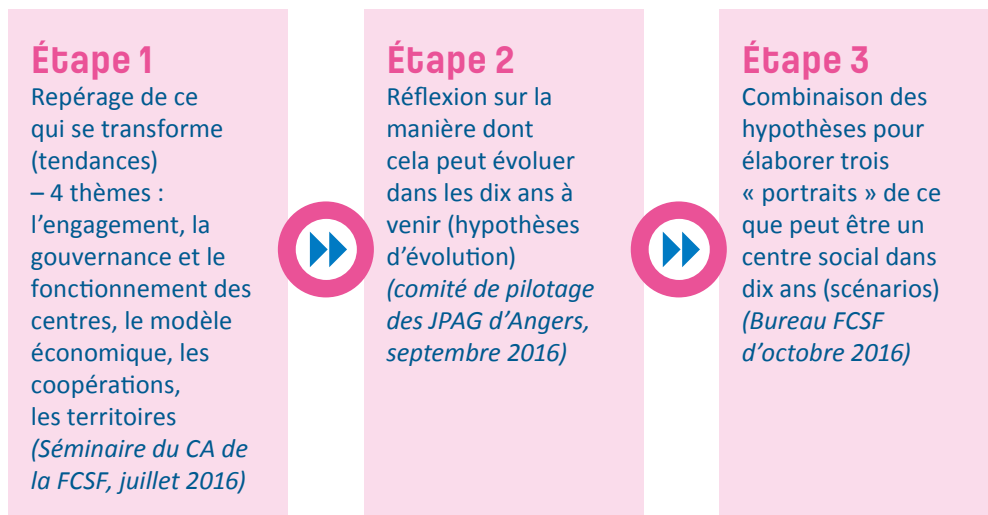 Étape 1
Repérage de ce
qui se transforme
(tendances)
– 4 thèmes :
l’engagement, la
gouvernance et le
fonctionnement des
centres, le modèle
économique, les
coopérations,
les territoires
(Séminaire du CA de
la FCSF, juillet 2016)
Étape 2
Réflexion sur la
manière dont
cela peut évoluer
dans les dix ans à
venir (hypothèses
d’évolution)
(comité de pilotage
des JPAG d’Angers,
septembre 2016)
Étape 3
Combinaison des
hypothèses pour
élaborer trois
« portraits » de ce
que peut être un
centre social dans
dix ans (scénarios)
(Bureau FCSF
d’octobre 2016)